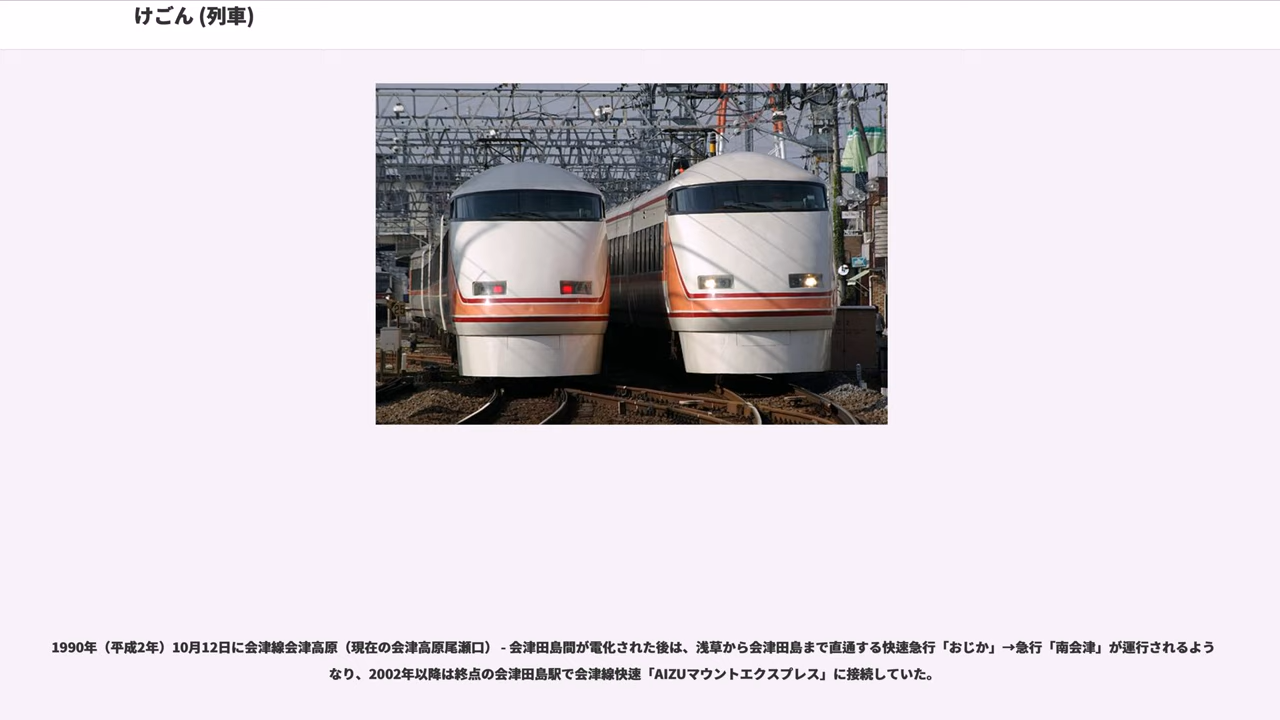 けごん (列車)
1990年（平成2年）10月12日に会津線会津高原（現在の会津高原尾瀬口） - 会津田島間が電化された後は、浅草から会津田島まで直通する快速急行「おじか」→急行「南会津」が運行されるよう
なり、2002年以降は終点の会津田島駅で会津線快速「AIZUマウントエクスプレス」に接続していた。